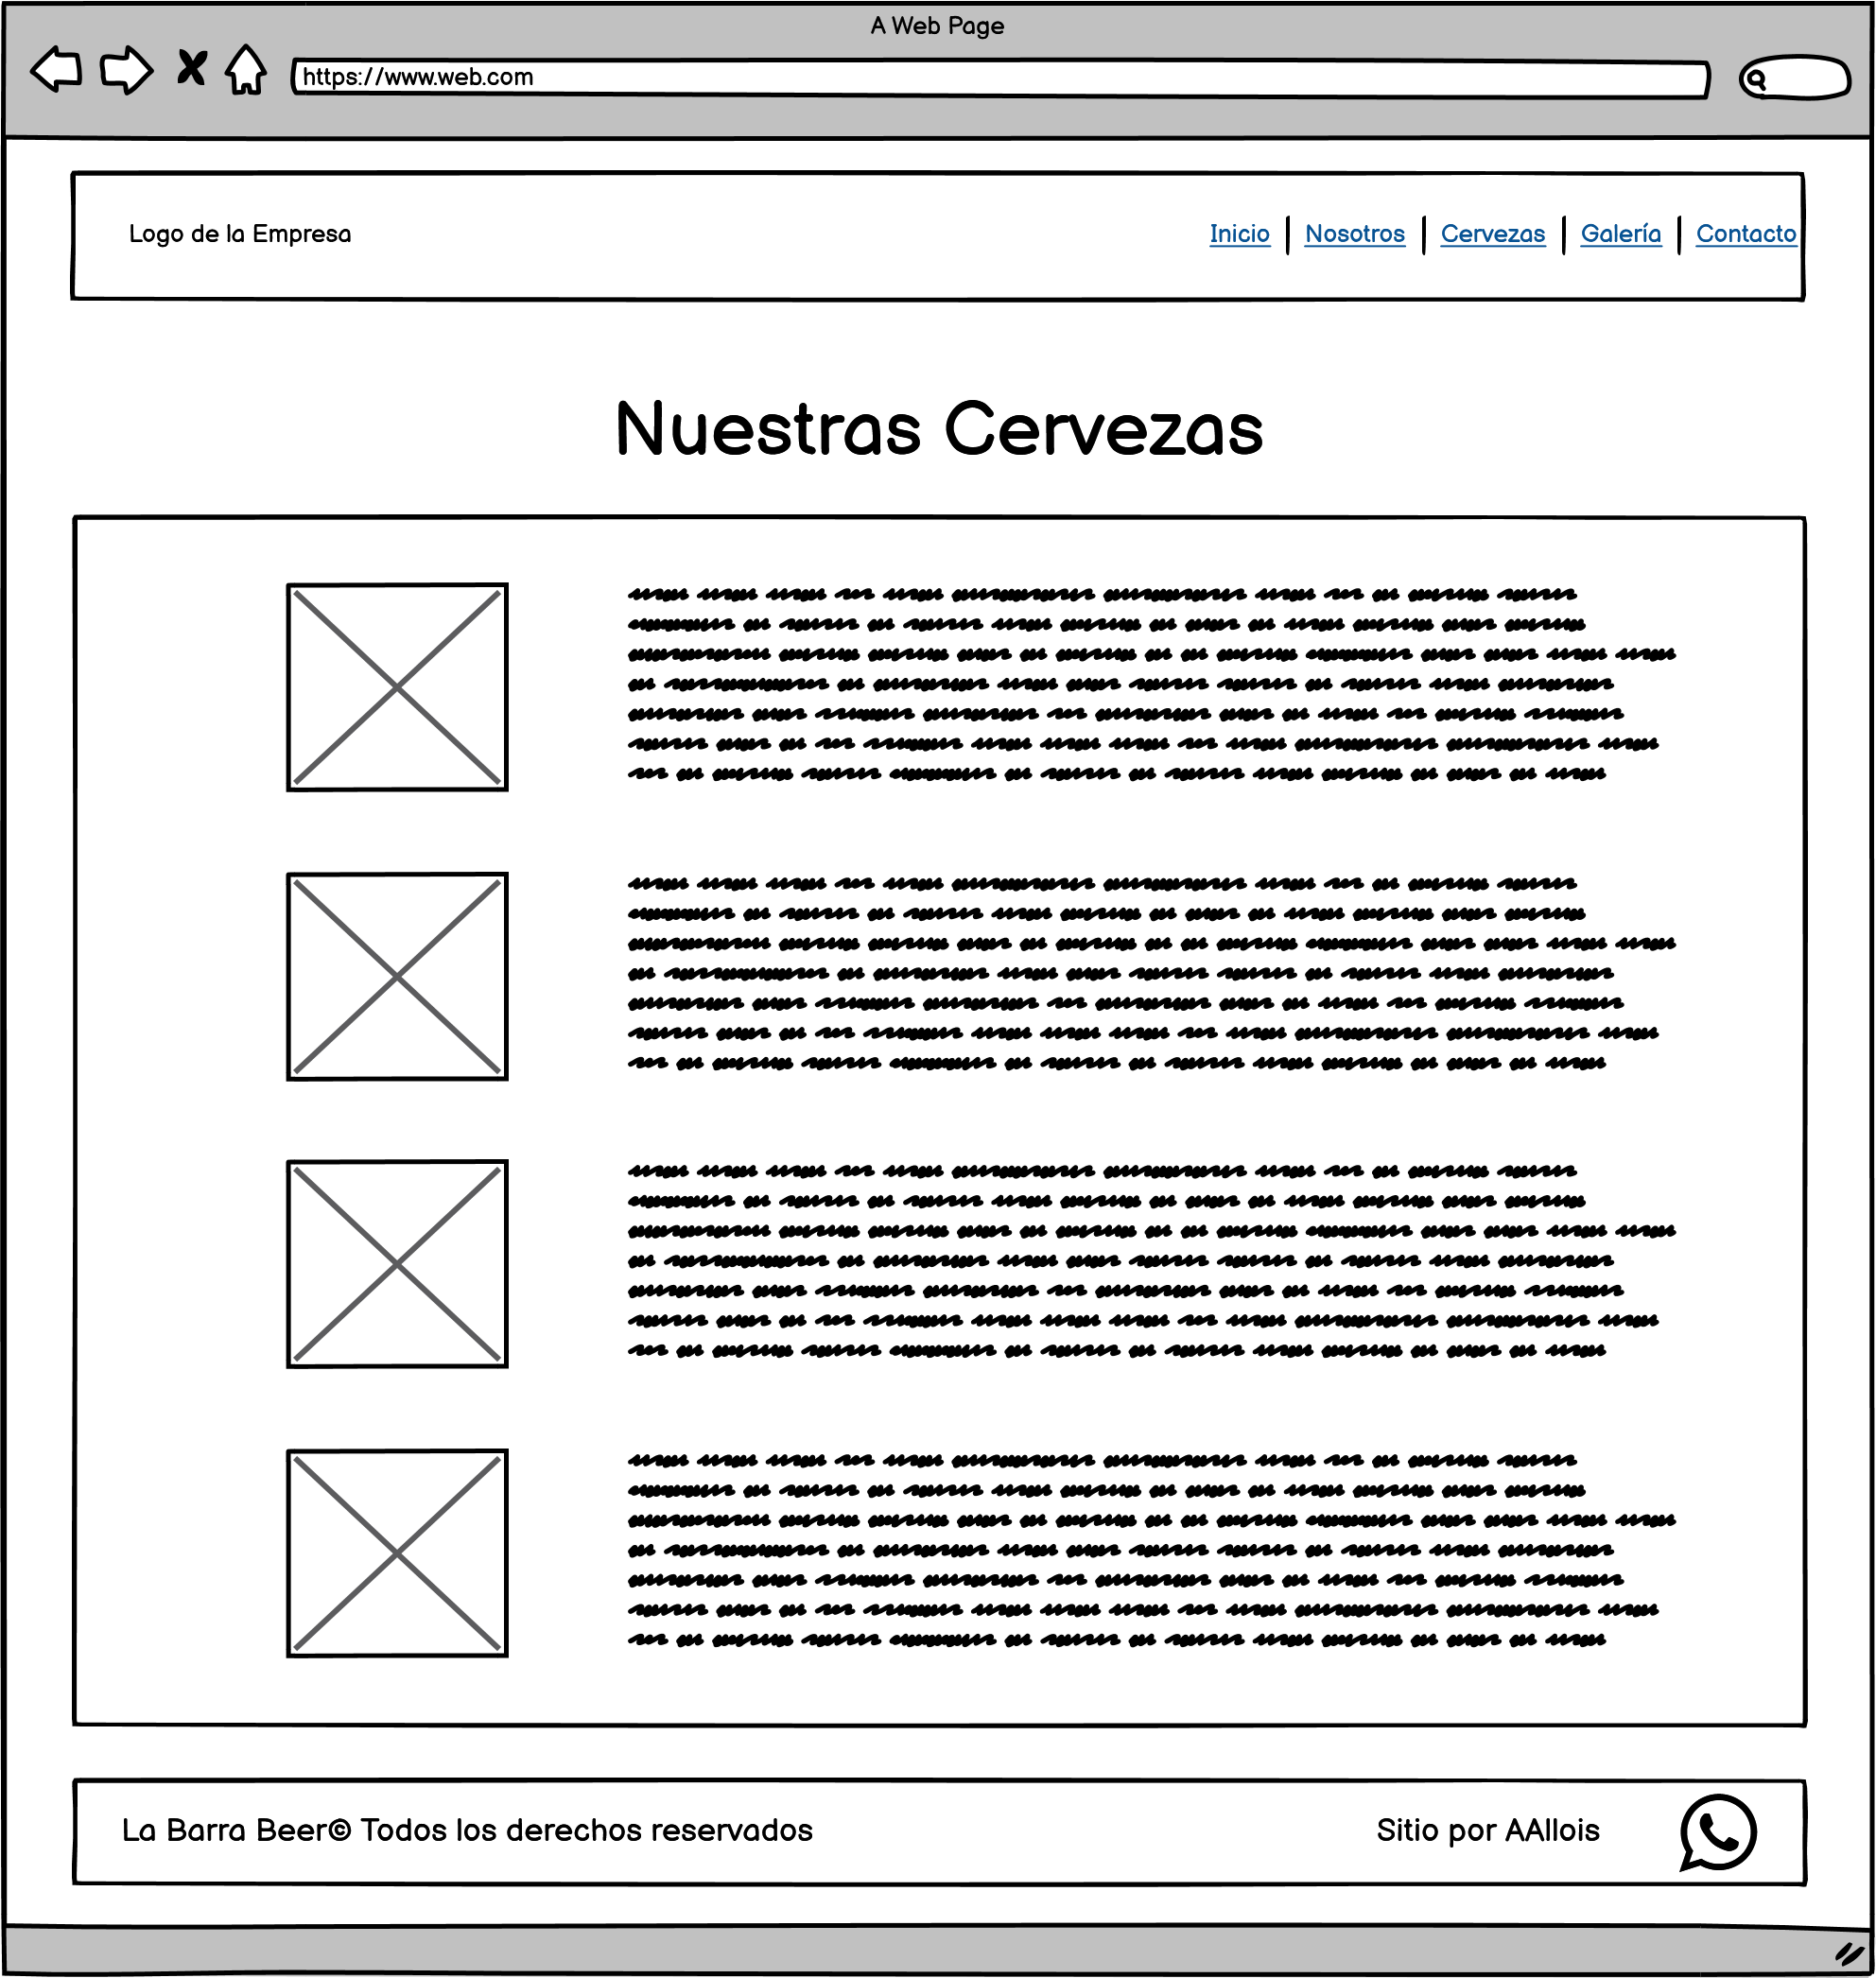 A Web Page
https://www.web.com
Logo de la Empresa
Inicio | Nosotros | Cervezas | Galería | Contacto
Nuestras Cervezas
La Barra Beer© Todos los derechos reservados
Sitio por AAllois